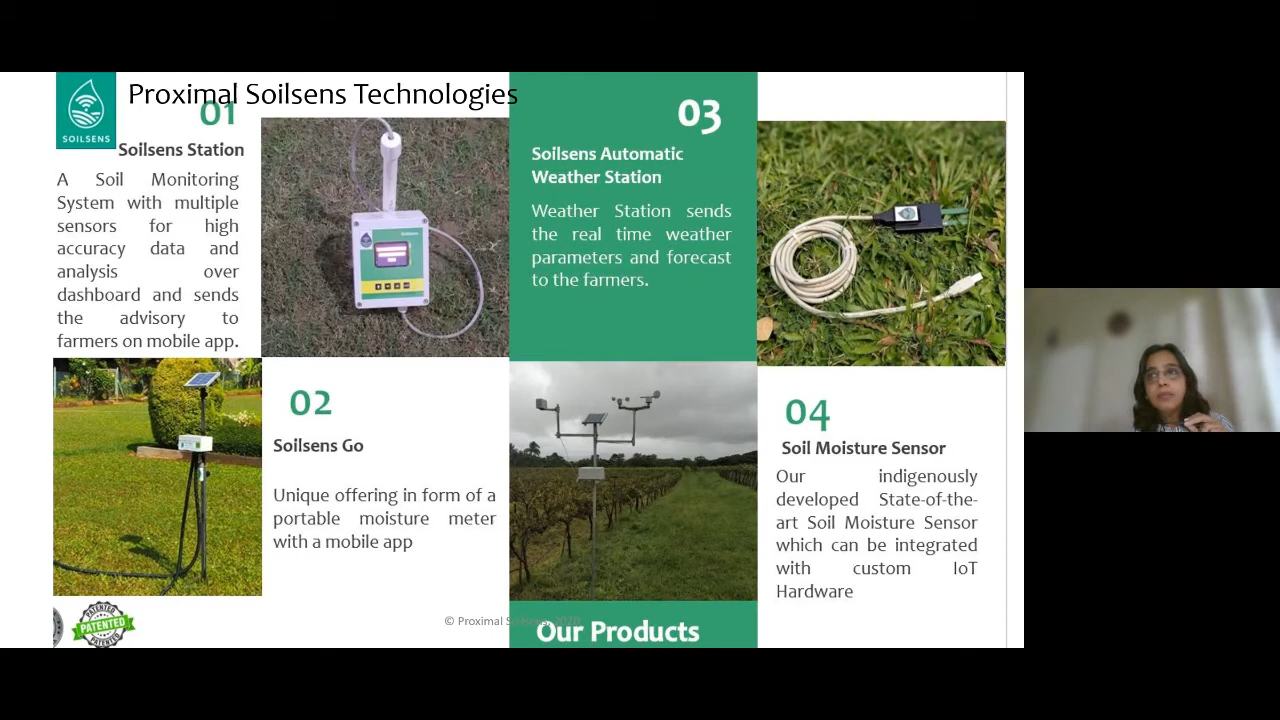 Proximal Soilsens Technologies
SOILSENS
01
Soilsens Station
A Soil Monitoring
System with multiple
sensors for high
accuracy data and
analysis over
dashboard and sends
the advisory to
farmers on mobile app.
02
Soilsens Go
Unique offering in form of a
portable moisture meter
with a mobile app
03
Soilsens Automatic
Weather Station
Weather Station sends
the real time weather
parameters and forecast
to the farmers.
04
Soil Moisture Sensor
Our indigenously
developed State-of-the-
art Soil Moisture Sensor
which can be integrated
with custom IoT
Hardware
PATENTED
PATENTED
PATENTED
© Proximal
Our Products